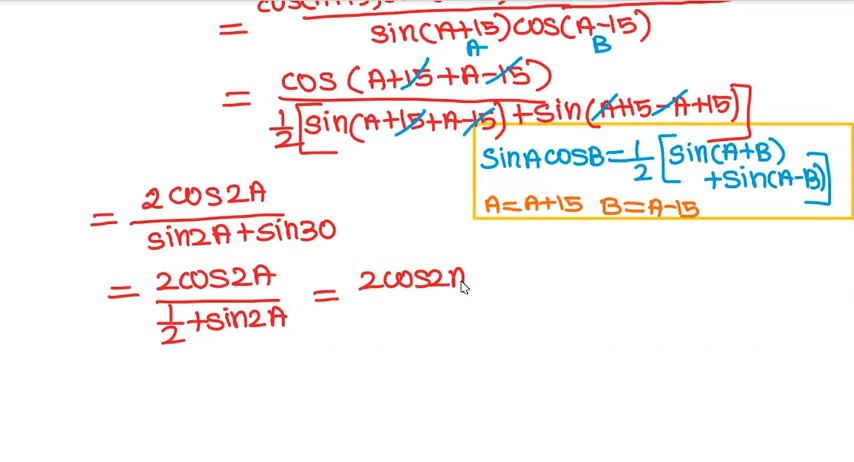 = sin(A+15)cos(A-15)
A B
= cos (A+15+A-15)
1/2 [sin(A+15+A-15)+sin(A+15-A+15)]
sinAcosB=1/2 [sin(A+B)
+sin(A-B)]
A=A+15 B=A-15
= 2cos2A
sin2A+sin30
= 2cos2A = 2cos2
1/2 +sin2A